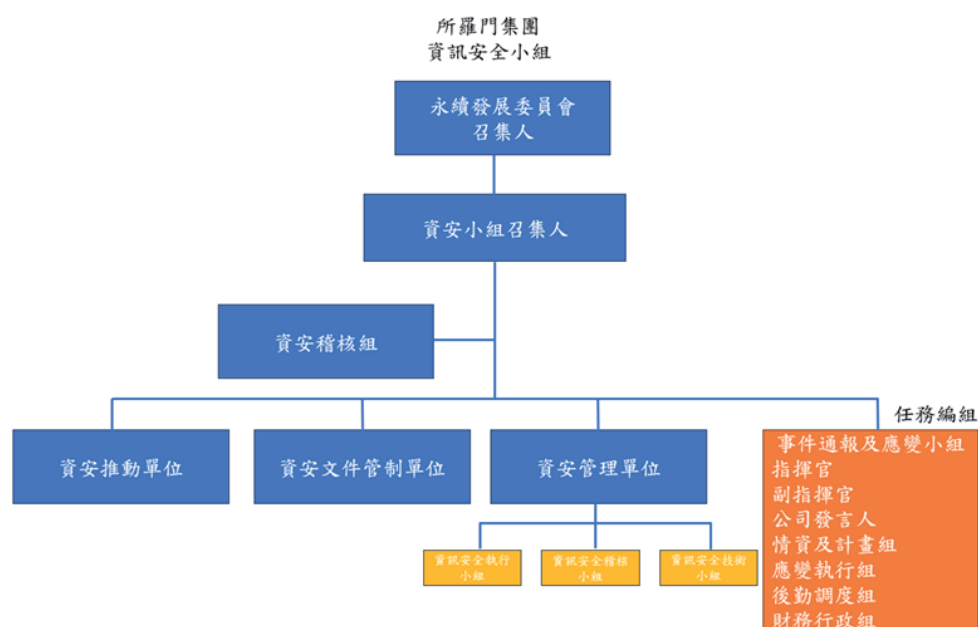 所羅門集團
資訊安全小組
永續發展委員會
召集人
資安小組召集人
資安稽核組
任務編組
資安推動單位
資安文件管制單位
資安管理單位
事件通報及應變小組
指揮官
副指揮官
公司發言人
情資及計畫組
應變執行組
後勤調度組
財務行政組
資訊安全執行
小組
資訊安全稽核
小組
資訊安全技術
小組